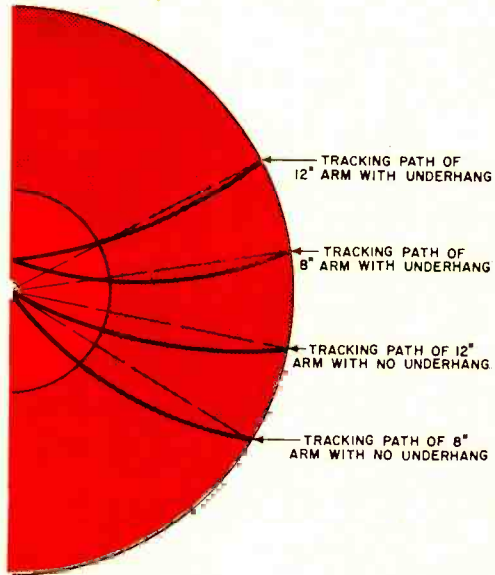 TRACKING PATH OF
12" ARM WITH UNDERHANG
TRACKING PATH OF
8" ARM WITH UNDERHANG
TRACKING PATH OF 12"
ARM WITH NO UNDERHANG.
TRACKING PATH OF 8"
ARM WITH NO UNDERHANG